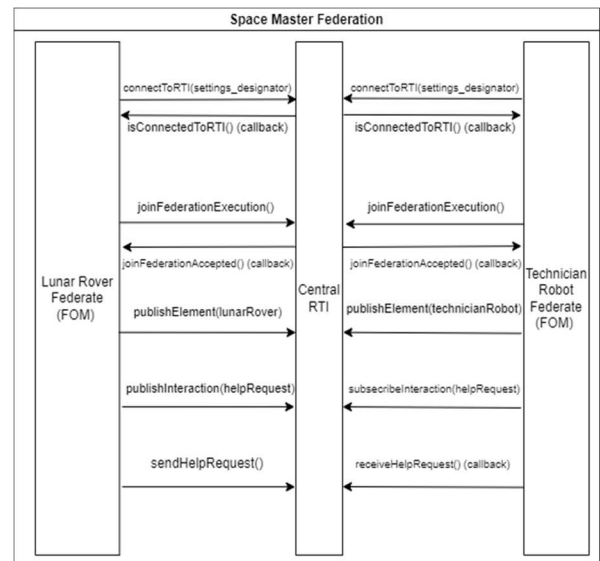 Space Master Federation
connectToRTI(settings_designator)
connectToRTI(settings_designator)
isConnectedToRTI() (callback)
isConnectedToRTI() (callback)
joinFederationExecution()
joinFederationExecution()
joinFederationAccepted() (callback)
joinFederationAccepted() (callback)
Lunar Rover
Federate
(FOM)
Central
RTI
Technician
Robot
Federate
(FOM)
publishElement(lunarRover)
publishElement(technicianRobot)
publishInteraction(helpRequest)
subsecribeInteraction(helpRequest)
sendHelpRequest()
receiveHelpRequest() (callback)